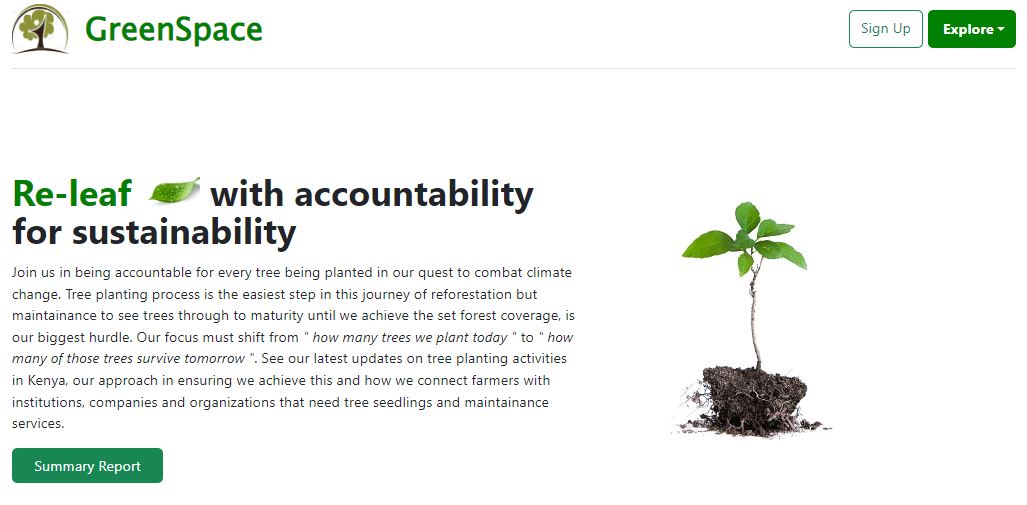 GreenSpace
Sign Up
Explore
Re-leaf with accountability
for sustainability
Join us in being accountable for every tree being planted in our quest to combat climate
change. Tree planting process is the easiest step in this journey of reforestation but
maintainance to see trees through to maturity until we achieve the set forest coverage, is
our biggest hurdle. Our focus must shift from " how many trees we plant today " to " how
many of those trees survive tomorrow ". See our latest updates on tree planting activities
in Kenya, our approach in ensuring we achieve this and how we connect farmers with
institutions, companies and organizations that need tree seedlings and maintainance
services.
Summary Report